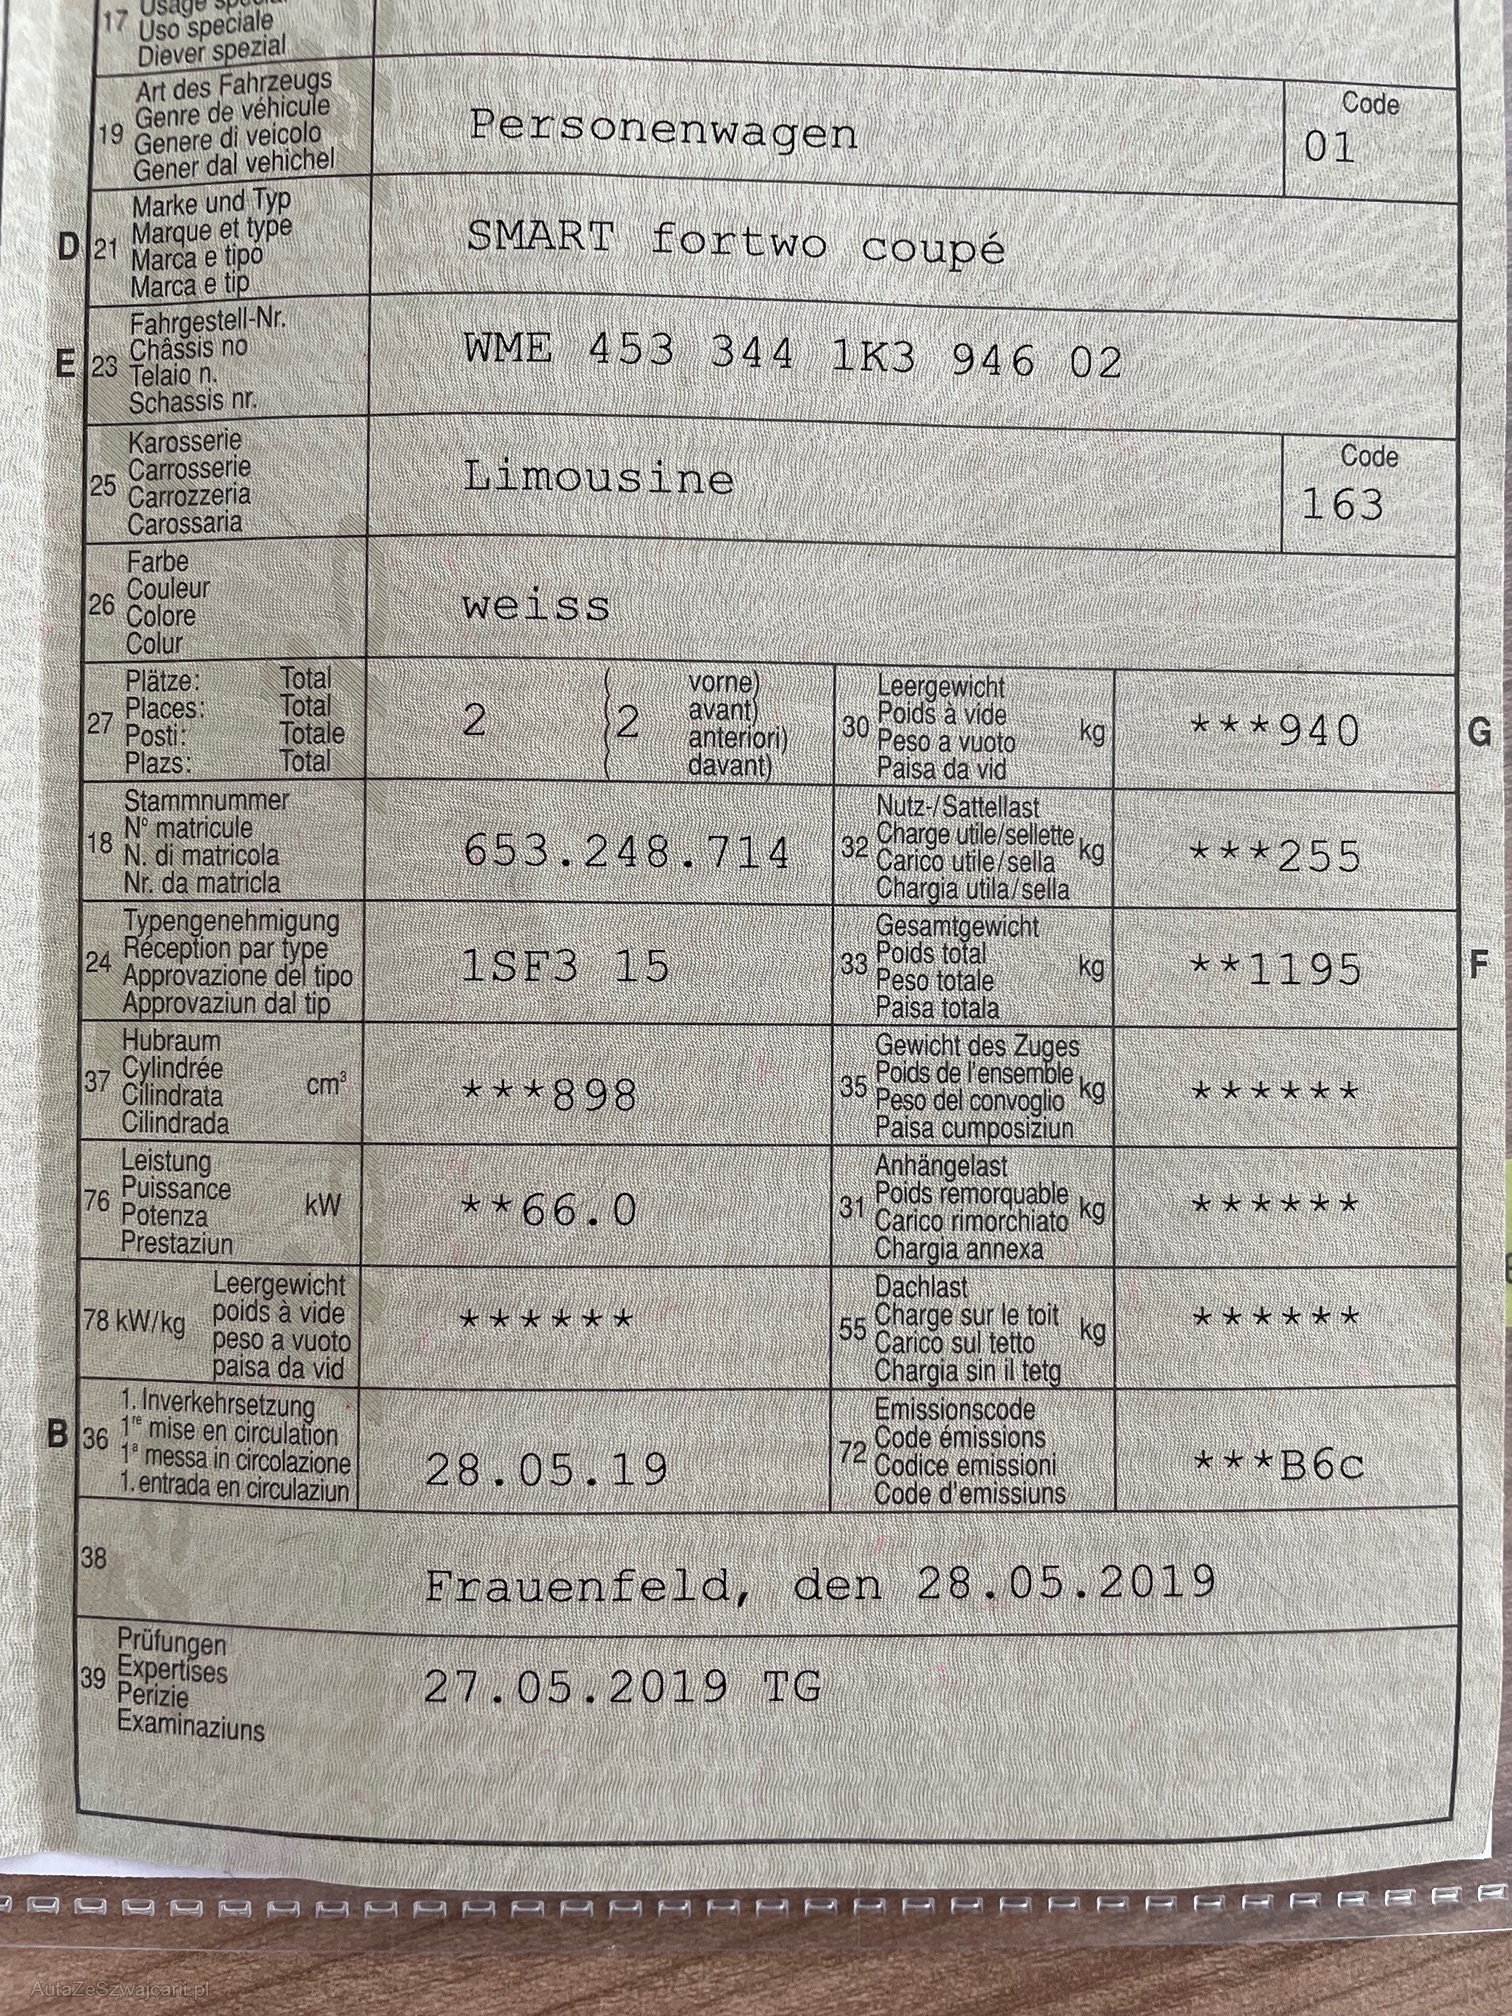 17 Usage spécial
Uso speciale
Diever spezial
19 Art des Fahrzeugs
Genre de véhicule
Genere di veicolo
Gener dal vehichel
Personenwagen
Code
01
D 21 Marke und Typ
Marque et type
Marca e tipo
Marca e tip
SMART fortwo coupé
E 23 Fahrgestell-Nr.
Châssis no
Telaio n.
Schassis nr.
WME 453 344 1K3 946 02
25 Karosserie
Carrosserie
Carrozzeria
Carossaria
Limousine
Code
163
26 Farbe
Couleur
Colore
Colur
weiss
27 Plätze: Total
Places: Total
Posti: Totale
Plazs: Total
2 (2 vorne)
avant)
anteriori)
davant)
30 Leergewicht
Poids à vide
Peso a vuoto
Paisa da vid
kg
***940
G
18 Stammnummer
N° matricule
N. di matricola
Nr. da matricla
653.248.714
32 Nutz-/Sattellast
Charge utile/sellette
Carico utile/sella
Chargia utila/sella
kg
***255
24 Typengenehmigung
Réception par type
Approvazione del tipo
Approvaziun dal tip
1SF3 15
33 Gesamtgewicht
Poids total
Peso totale
Paisa totala
kg
**1195
F
37 Hubraum
Cylindrée
Cilindrata
Cilindrada
cm³
***898
35 Gewicht des Zuges
Poids de l'ensemble
Peso del convoglio
Paisa cumposiziun
kg
******
76 Leistung
Puissance
Potenza
Prestaziun
kW
**66.0
31 Anhängelast
Poids remorquable
Carico rimorchiato
Chargia annexa
kg
******
78 kW/kg Leergewicht
poids à vide
peso a vuoto
paisa da vid
******
55 Dachlast
Charge sur le toit
Carico sul tetto
Chargia sin il tetg
kg
******
B 36 1. Inverkehrsetzung
1re mise en circulation
1a messa in circolazione
1. entrada en circulaziun
28.05.19
72 Emissionscode
Code émissions
Codice emissioni
Code d'emissiuns
***B6c
38 Frauenfeld, den 28.05.2019
39 Prüfungen
Expertises
Perizie
Examinaziuns
27.05.2019 TG
AutaZeSzwajcarii.pl